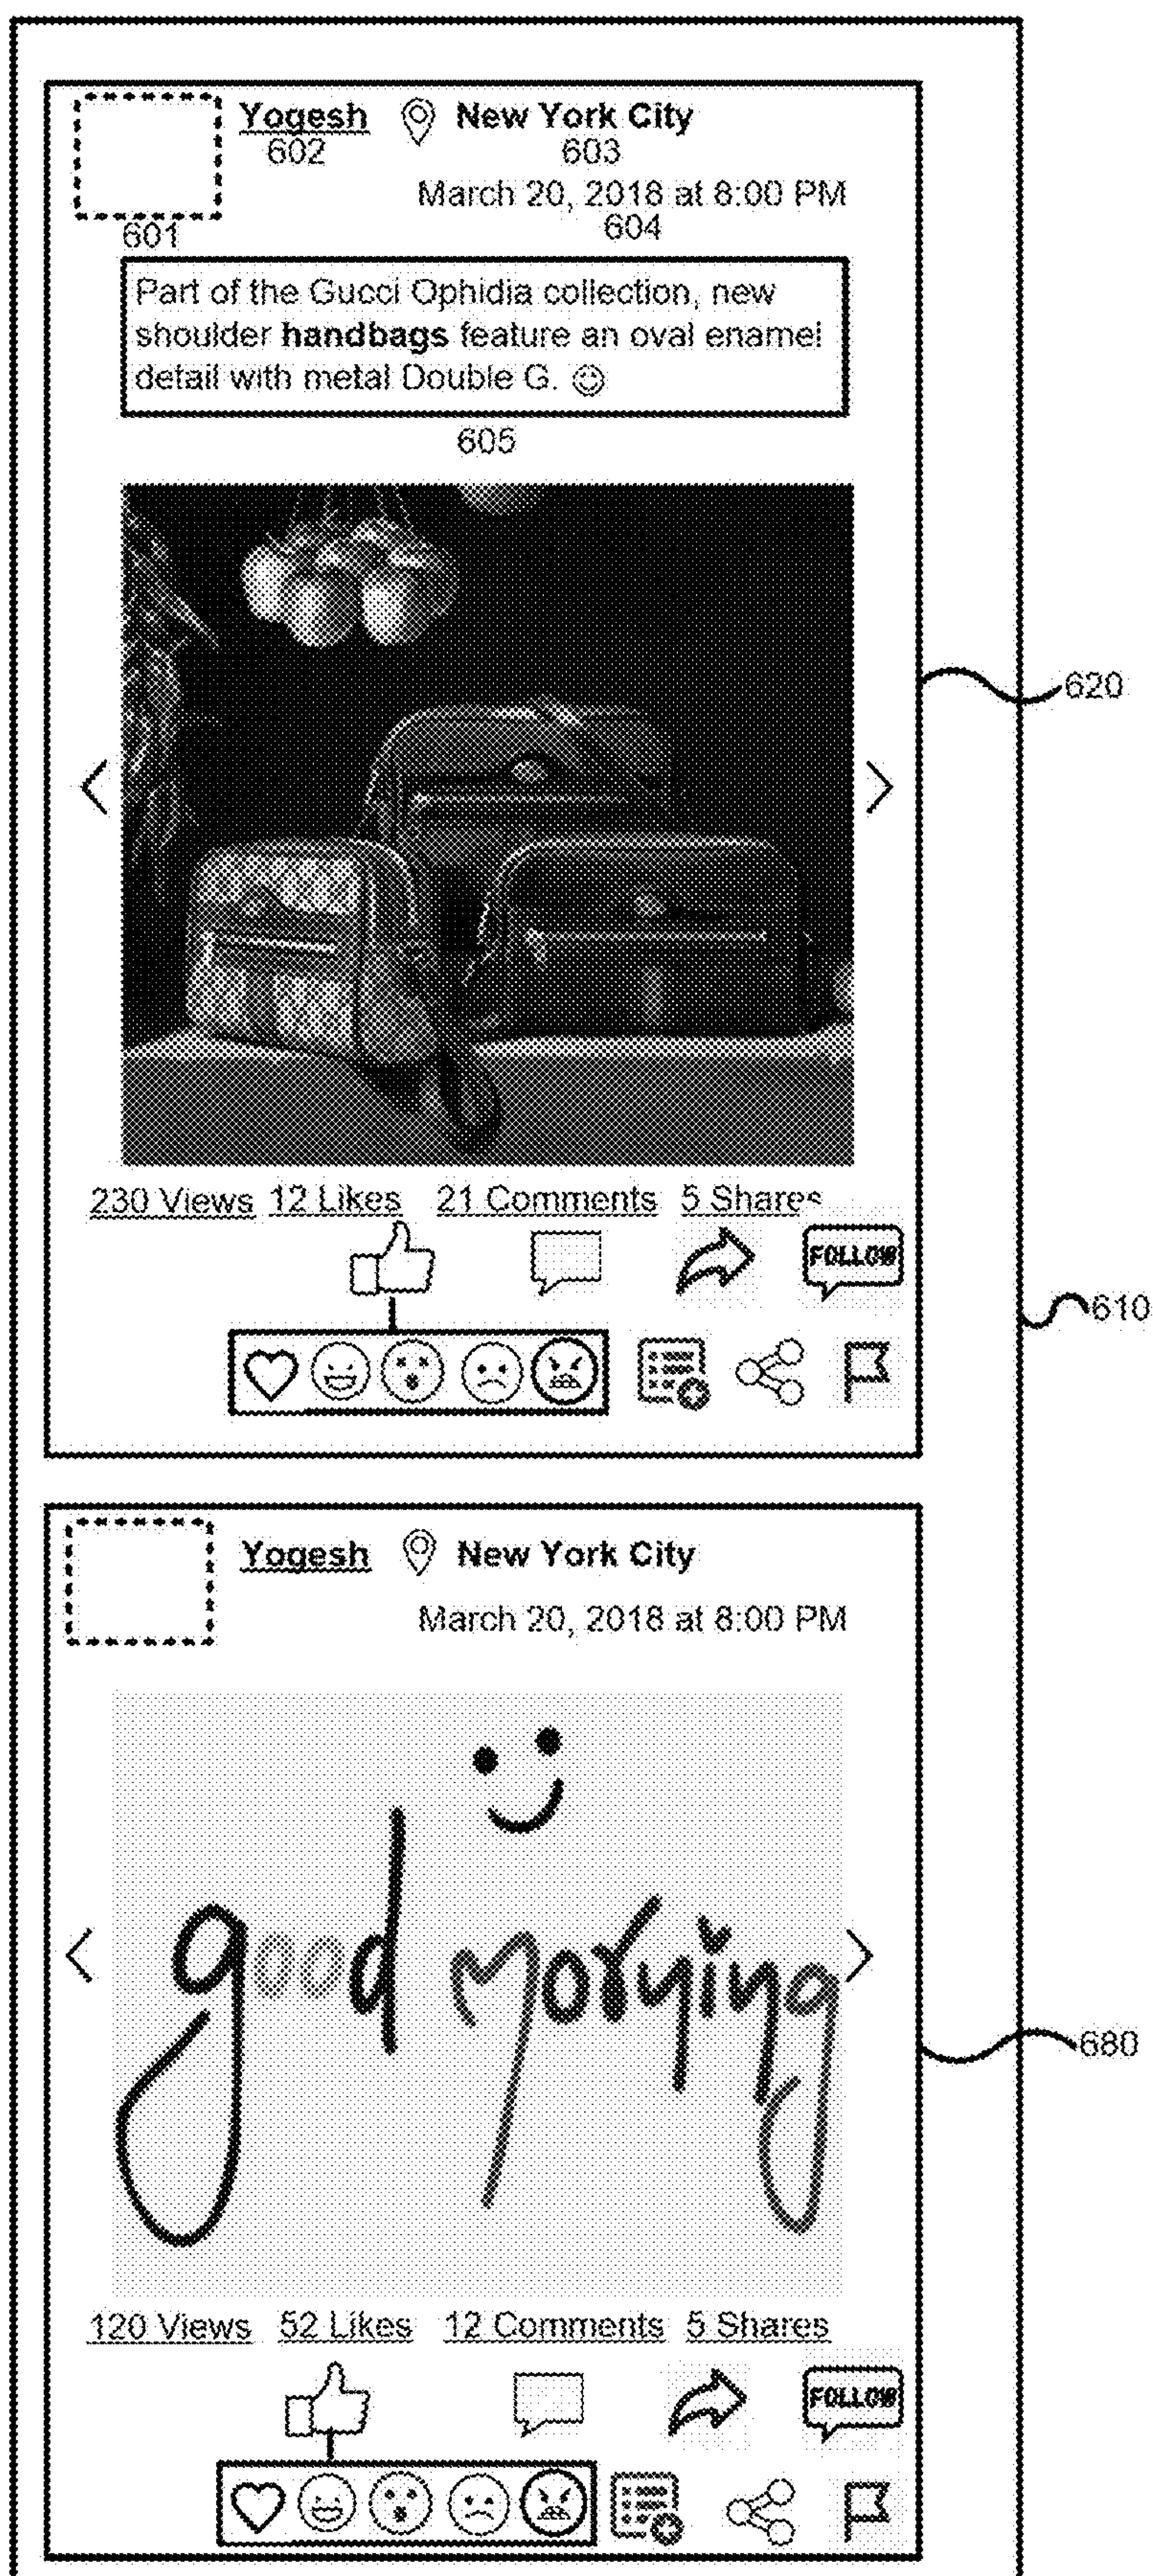 Yogesh New York City
602 603
March 20, 2018 at 8:00 PM
601 604
Part of the Gucci Ophidia collection, new
shoulder handbags feature an oval enamel
detail with metal Double G. ☺
605
620
230 Views 12 Likes 21 Comments 5 Shares
FOLLOW
610
Yogesh New York City
March 20, 2018 at 8:00 PM
good morning
680
120 Views 52 Likes 12 Comments 5 Shares
FOLLOW